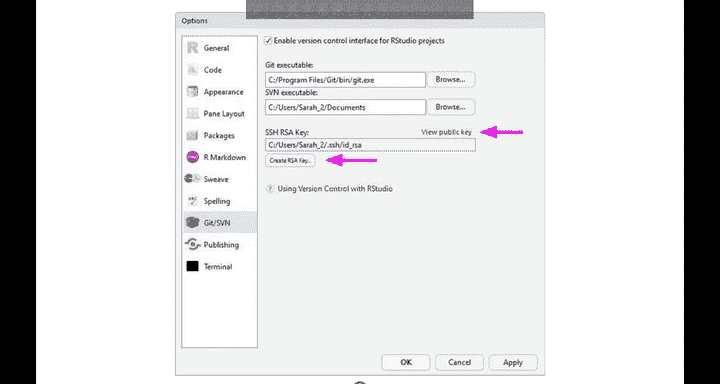 Options
General
Code
Appearance
Pane Layout
Packages
R Markdown
Sweave
Spelling
Git/SVN
Publishing
Terminal
Enable version control interface for RStudio projects
Git executable:
C:/Program Files/Git/bin/git.exe
Browse...
SVN executable:
C:/Users/Sarah_2/Documents
Browse...
SSH RSA Key:
View public key
C:/Users/Sarah_2/.ssh/id_rsa
Create RSA Key...
Using Version Control with RStudio
OK
Cancel
Apply